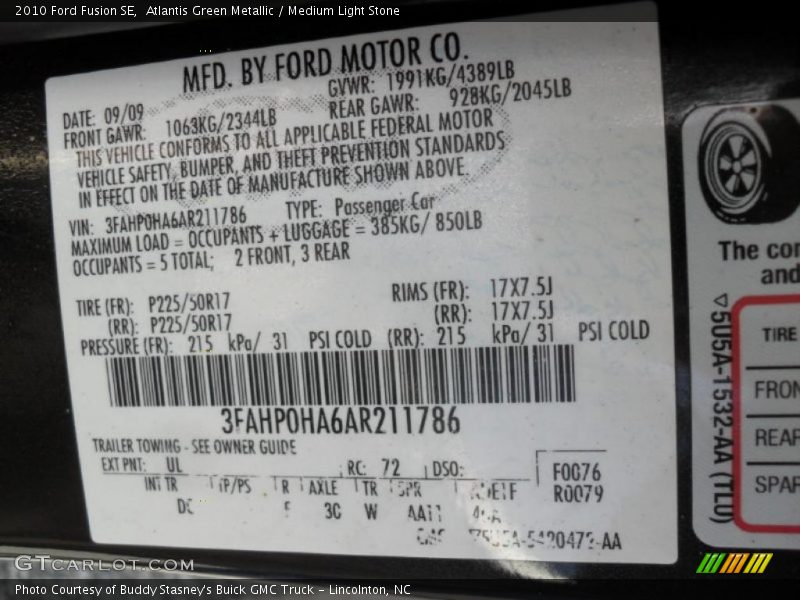 2010 Ford Fusion SE,  Atlantis Green Metallic / Medium Light Stone
MFD. BY FORD MOTOR CO.
DATE: 09/09 GVWR: 1991KG/4389LB
FRONT GAWR: 1063KG/2344LB REAR GAWR: 928KG/2045LB
THIS VEHICLE CONFORMS TO ALL APPLICABLE FEDERAL MOTOR
VEHICLE SAFETY, BUMPER, AND THEFT PREVENTION STANDARDS
IN EFFECT ON THE DATE OF MANUFACTURE SHOWN ABOVE.
VIN: 3FAHP0HA6AR211786 TYPE: Passenger Car
MAXIMUM LOAD = OCCUPANTS + LUGGAGE = 385KG/ 850LB
OCCUPANTS = 5 TOTAL; 2 FRONT, 3 REAR
TIRE (FR): P225/50R17 RIMS (FR): 17X7.5J
(RR): P225/50R17 (RR): 17X7.5J
PRESSURE (FR): 215 kPa/ 31 PSI COLD (RR): 215 kPa/ 31 PSI COLD
3FAHP0HA6AR211786
TRAILER TOWING - SEE OWNER GUIDE
EXT PNT: UL RC: 72 DSO: F0076
R0079
INT TR TP/PS R AXLE TR SPR
3C W AA11
The
and
TIRE
5U5A-1532-AA (TLU)
GTCARLOT.COM
Photo Courtesy of Buddy Stasney's Buick GMC Truck - Lincolnton, NC